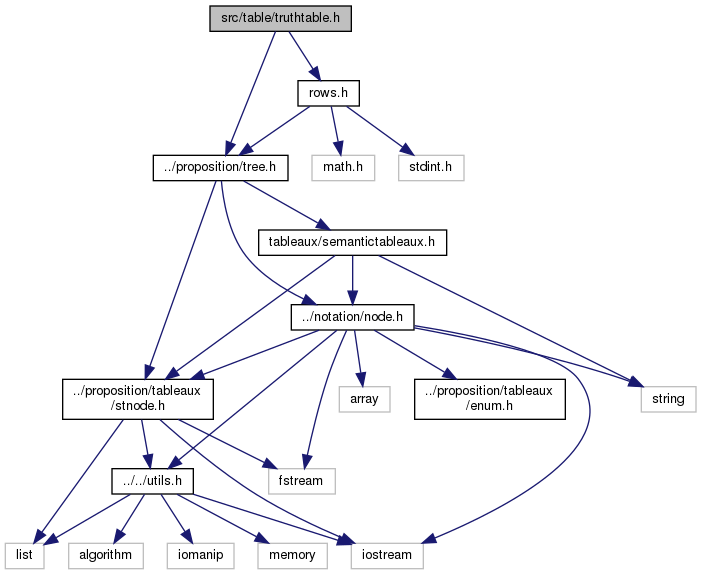 src/table/truthtable.h
rows.h
../proposition/tree.h
math.h
stdint.h
tableaux/semantictableaux.h
../notation/node.h
../proposition/tableaux
/stnode.h
array
../proposition/tableaux
/enum.h
string
../../utils.h
fstream
list
algorithm
iomanip
memory
iostream